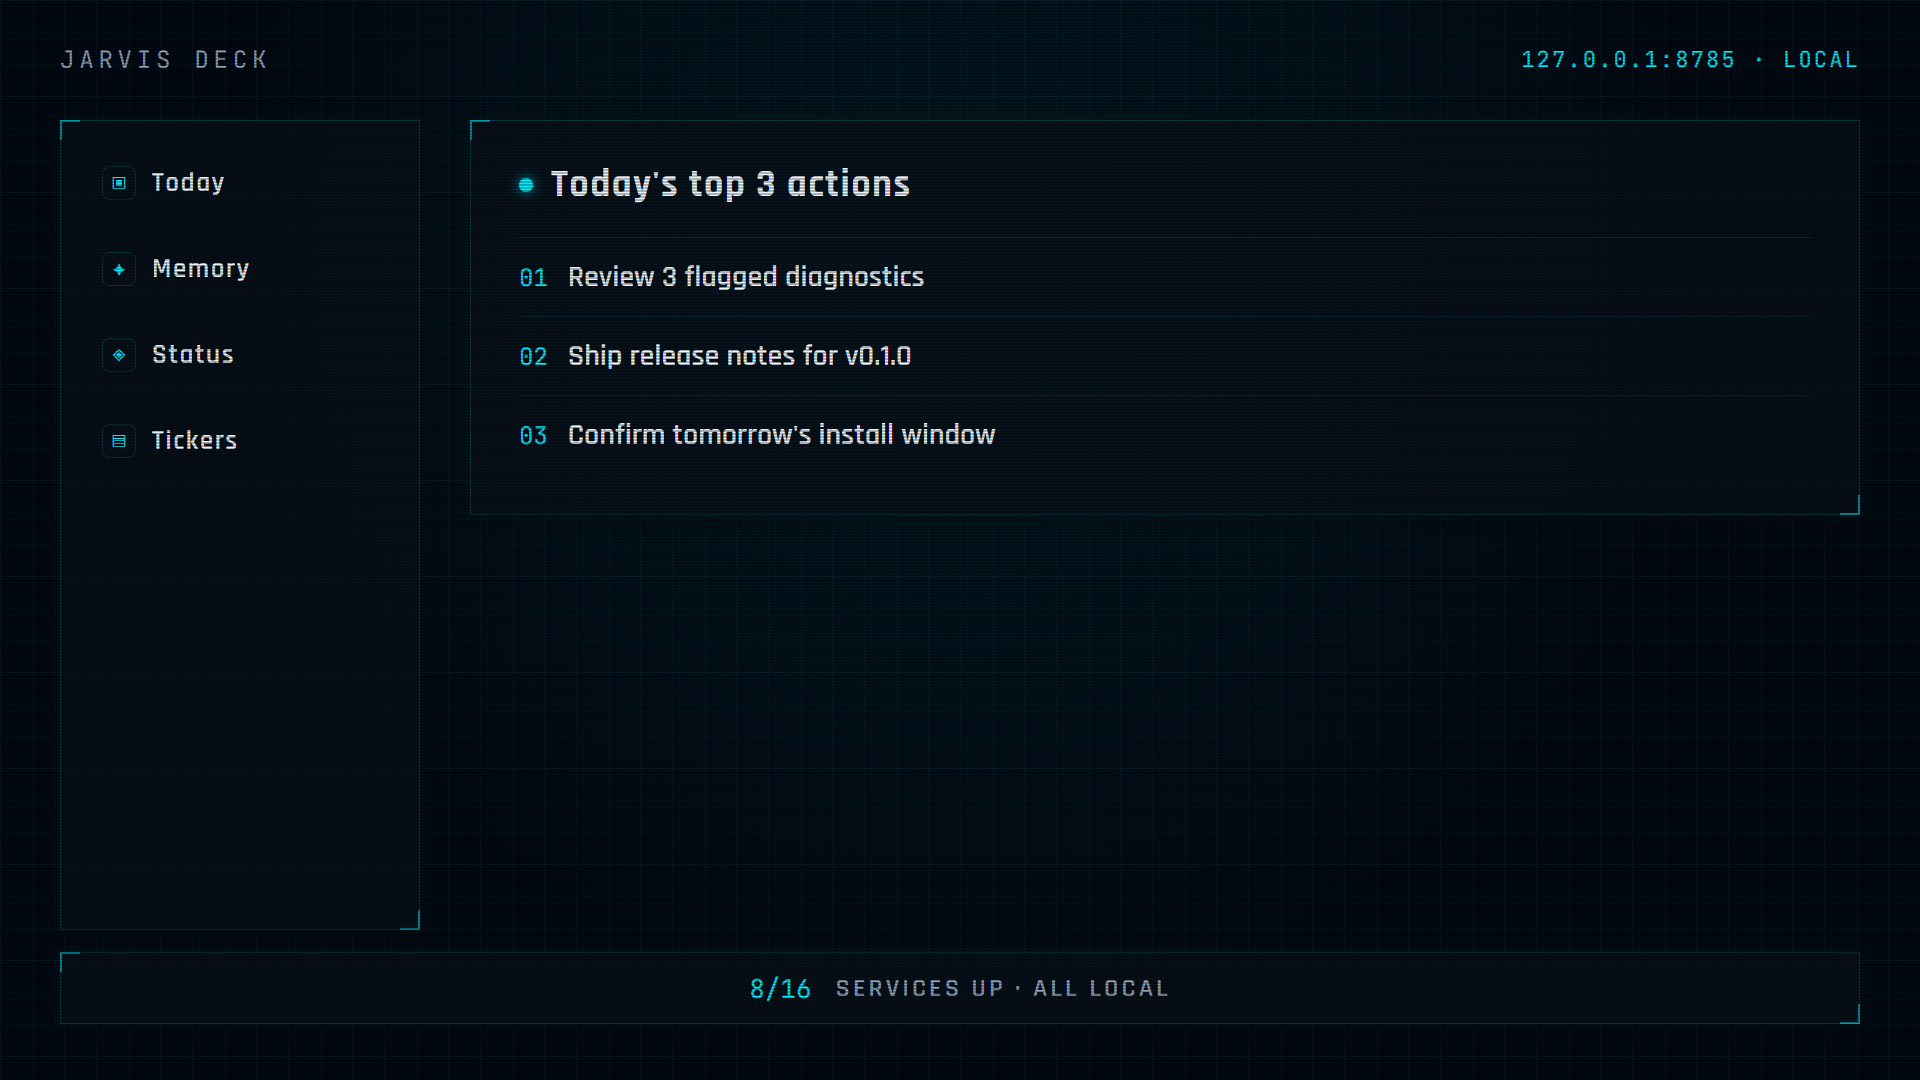 JARVIS DECK
127.0.0.1:8785 · LOCAL
Today
Memory
Status
Tickers
Today's top 3 actions
01 Review 3 flagged diagnostics
02 Ship release notes for v0.1.0
03 Confirm tomorrow's install window
8/16 SERVICES UP · ALL LOCAL